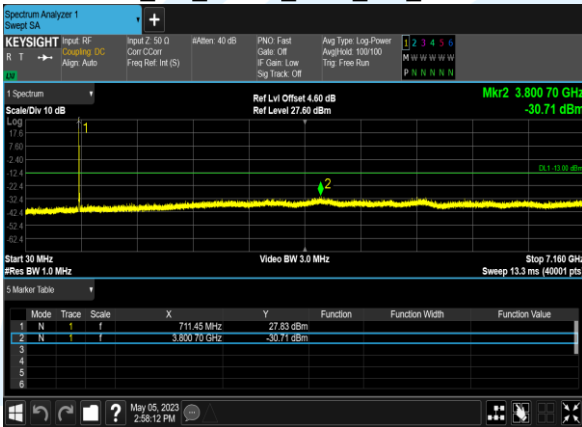 Spectrum Analyzer 1
Swept SA
KEYSIGHT Input: RF Input Z: 50 Ω #Atten: 40 dB PNO: Fast Avg Type: Log-Power 1 2 3 4 5 6
R T Coupling: DC Corr CCorr Gate: Off Avg|Hold: 100/100 M W W W W W
Align: Auto Freq Ref: Int (S) IF Gain: Low Trig: Free Run
LU Sig Track: Off P N N N N N
1 Spectrum Ref Lvl Offset 4.60 dB Mkr2 3.800 70 GHz
Scale/Div 10 dB Ref Level 27.60 dBm -30.71 dBm
Log
17.6
7.60
-2.40
-12.4
-22.4
-32.4
-42.4
-52.4
-62.4
1
DL1 -13.00 dBm
2
Start 30 MHz Video BW 3.0 MHz Stop 7.160 GHz
#Res BW 1.0 MHz Sweep 13.3 ms (40001 pts
5 Marker Table
Mode Trace Scale X Y Function Function Width Function Value
1 N 1 f 711.45 MHz 27.83 dBm
2 N 1 f 3.800 70 GHz -30.71 dBm
3
4
5
6
? May 05, 2023
2:58:12 PM